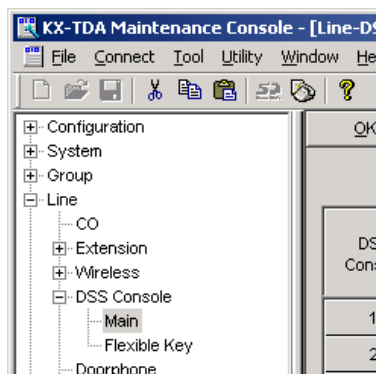 KX-TDA Maintenance Console - [Line-DS
File Connect Tool Utility Window He
Configuration
System
Group
Line
CO
Extension
Wireless
DSS Console
Main
Flexible Key
Doorphone
OK
DS
Cons
1
2